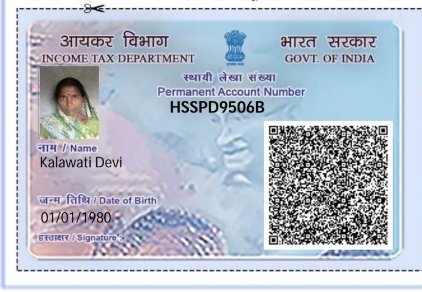 आयकर विभाग
INCOME TAX DEPARTMENT
भारत सरकार
GOVT. OF INDIA
स्थायी लेखा संख्या
Permanent Account Number
HSSPD9506B
नाम / Name
Kalawati Devi
जन्म तिथि / Date of Birth
01/01/1980
हस्ताक्षर / Signature